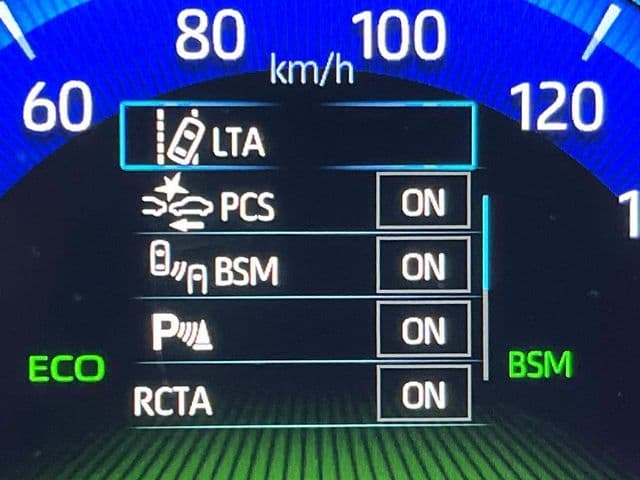 80
100
km/h
60
120
LTA
PCS ON
BSM ON
P ON
RCTA ON
ECO
BSM